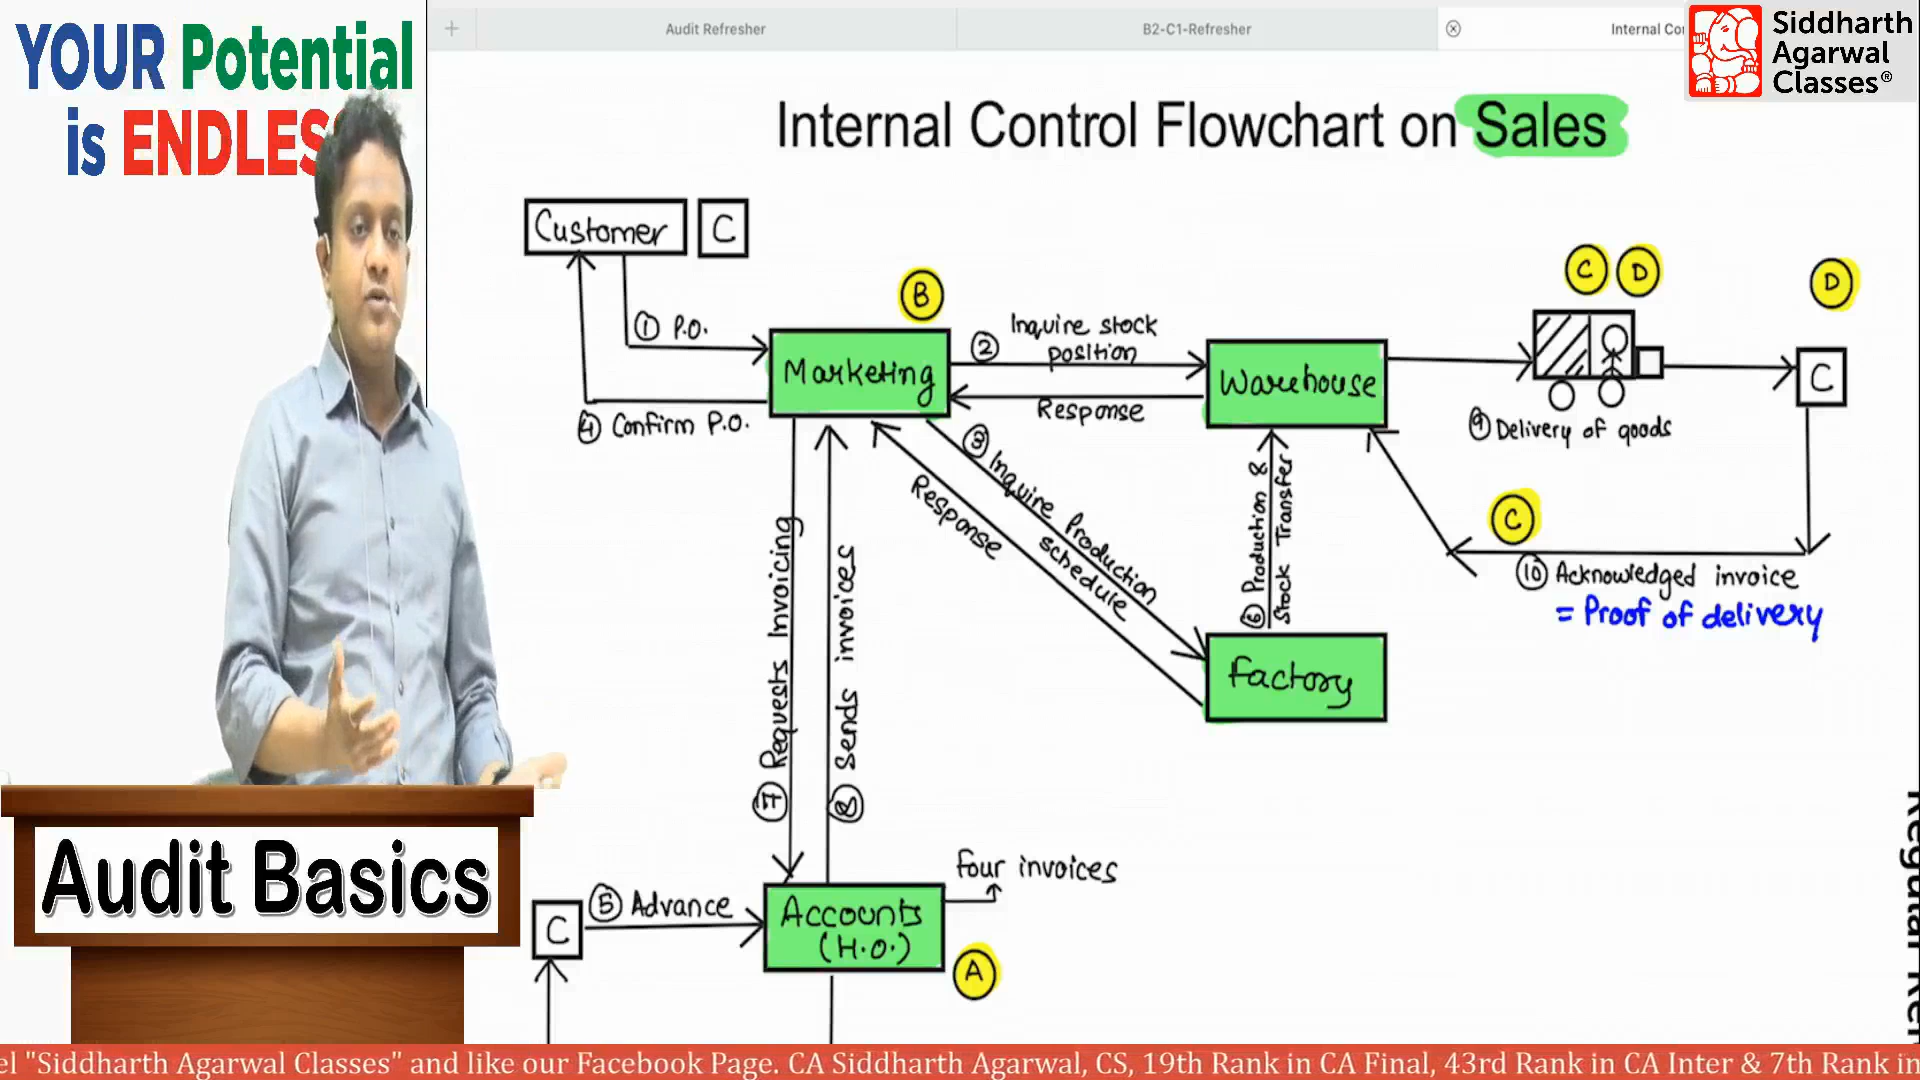 YOUR Potential
is ENDLES
Audit Refresher
B2-C1-Refresher
Siddharth
Agarwal
Classes®
Internal Control Flowchart on Sales
Customer
C
① P.O.
④ Confirm P.O.
B
Marketing
② Inquire stock
position
Response
Warehouse
C D
⑨ Delivery of goods
D
C
C
⑩ Acknowledged invoice
= Proof of delivery
③ Inquire Production
schedule
Response
⑥ Production &
Stock Transfer
Factory
⑦ Requests Invoicing
⑧ Sends invoices
C
⑤ Advance
Accounts
(H.O.)
Four invoices
A
Audit Basics
"Siddharth Agarwal Classes" and like our Facebook Page. CA Siddharth Agarwal, CS, 19th Rank in CA Final, 43rd Rank in CA Inter & 7th Rank in